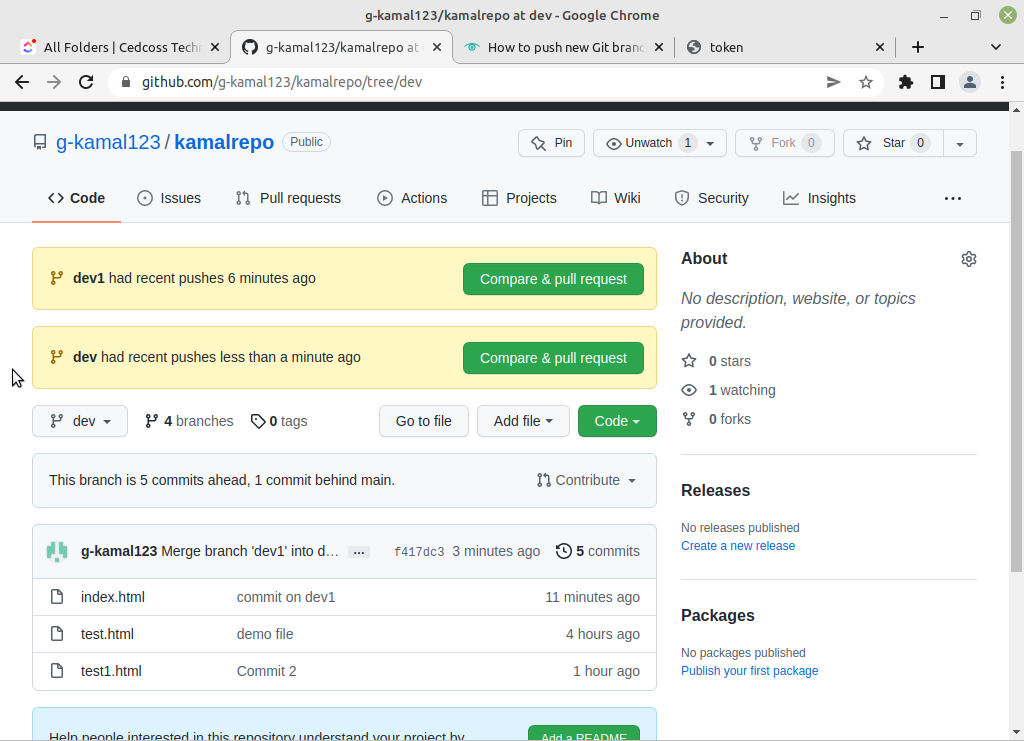 g-kamal123/kamalrepo at dev - Google Chrome
All Folders | Cedcoss Techn
g-kamal123/kamalrepo at
How to push new Git branc
token
github.com/g-kamal123/kamalrepo/tree/dev
g-kamal123 / kamalrepo Public
Pin
Unwatch 1
Fork 0
Star 0
Code
Issues
Pull requests
Actions
Projects
Wiki
Security
Insights
dev1 had recent pushes 6 minutes ago
Compare & pull request
dev had recent pushes less than a minute ago
Compare & pull request
dev
4 branches
0 tags
Go to file
Add file
Code
This branch is 5 commits ahead, 1 commit behind main.
Contribute
g-kamal123 Merge branch 'dev1' into d… ... f417dc3 3 minutes ago 5 commits
index.html commit on dev1 11 minutes ago
test.html demo file 4 hours ago
test1.html Commit 2 1 hour ago
Help people interested in this repository understand your project by
Add a README
About
No description, website, or topics
provided.
0 stars
1 watching
0 forks
Releases
No releases published
Create a new release
Packages
No packages published
Publish your first package